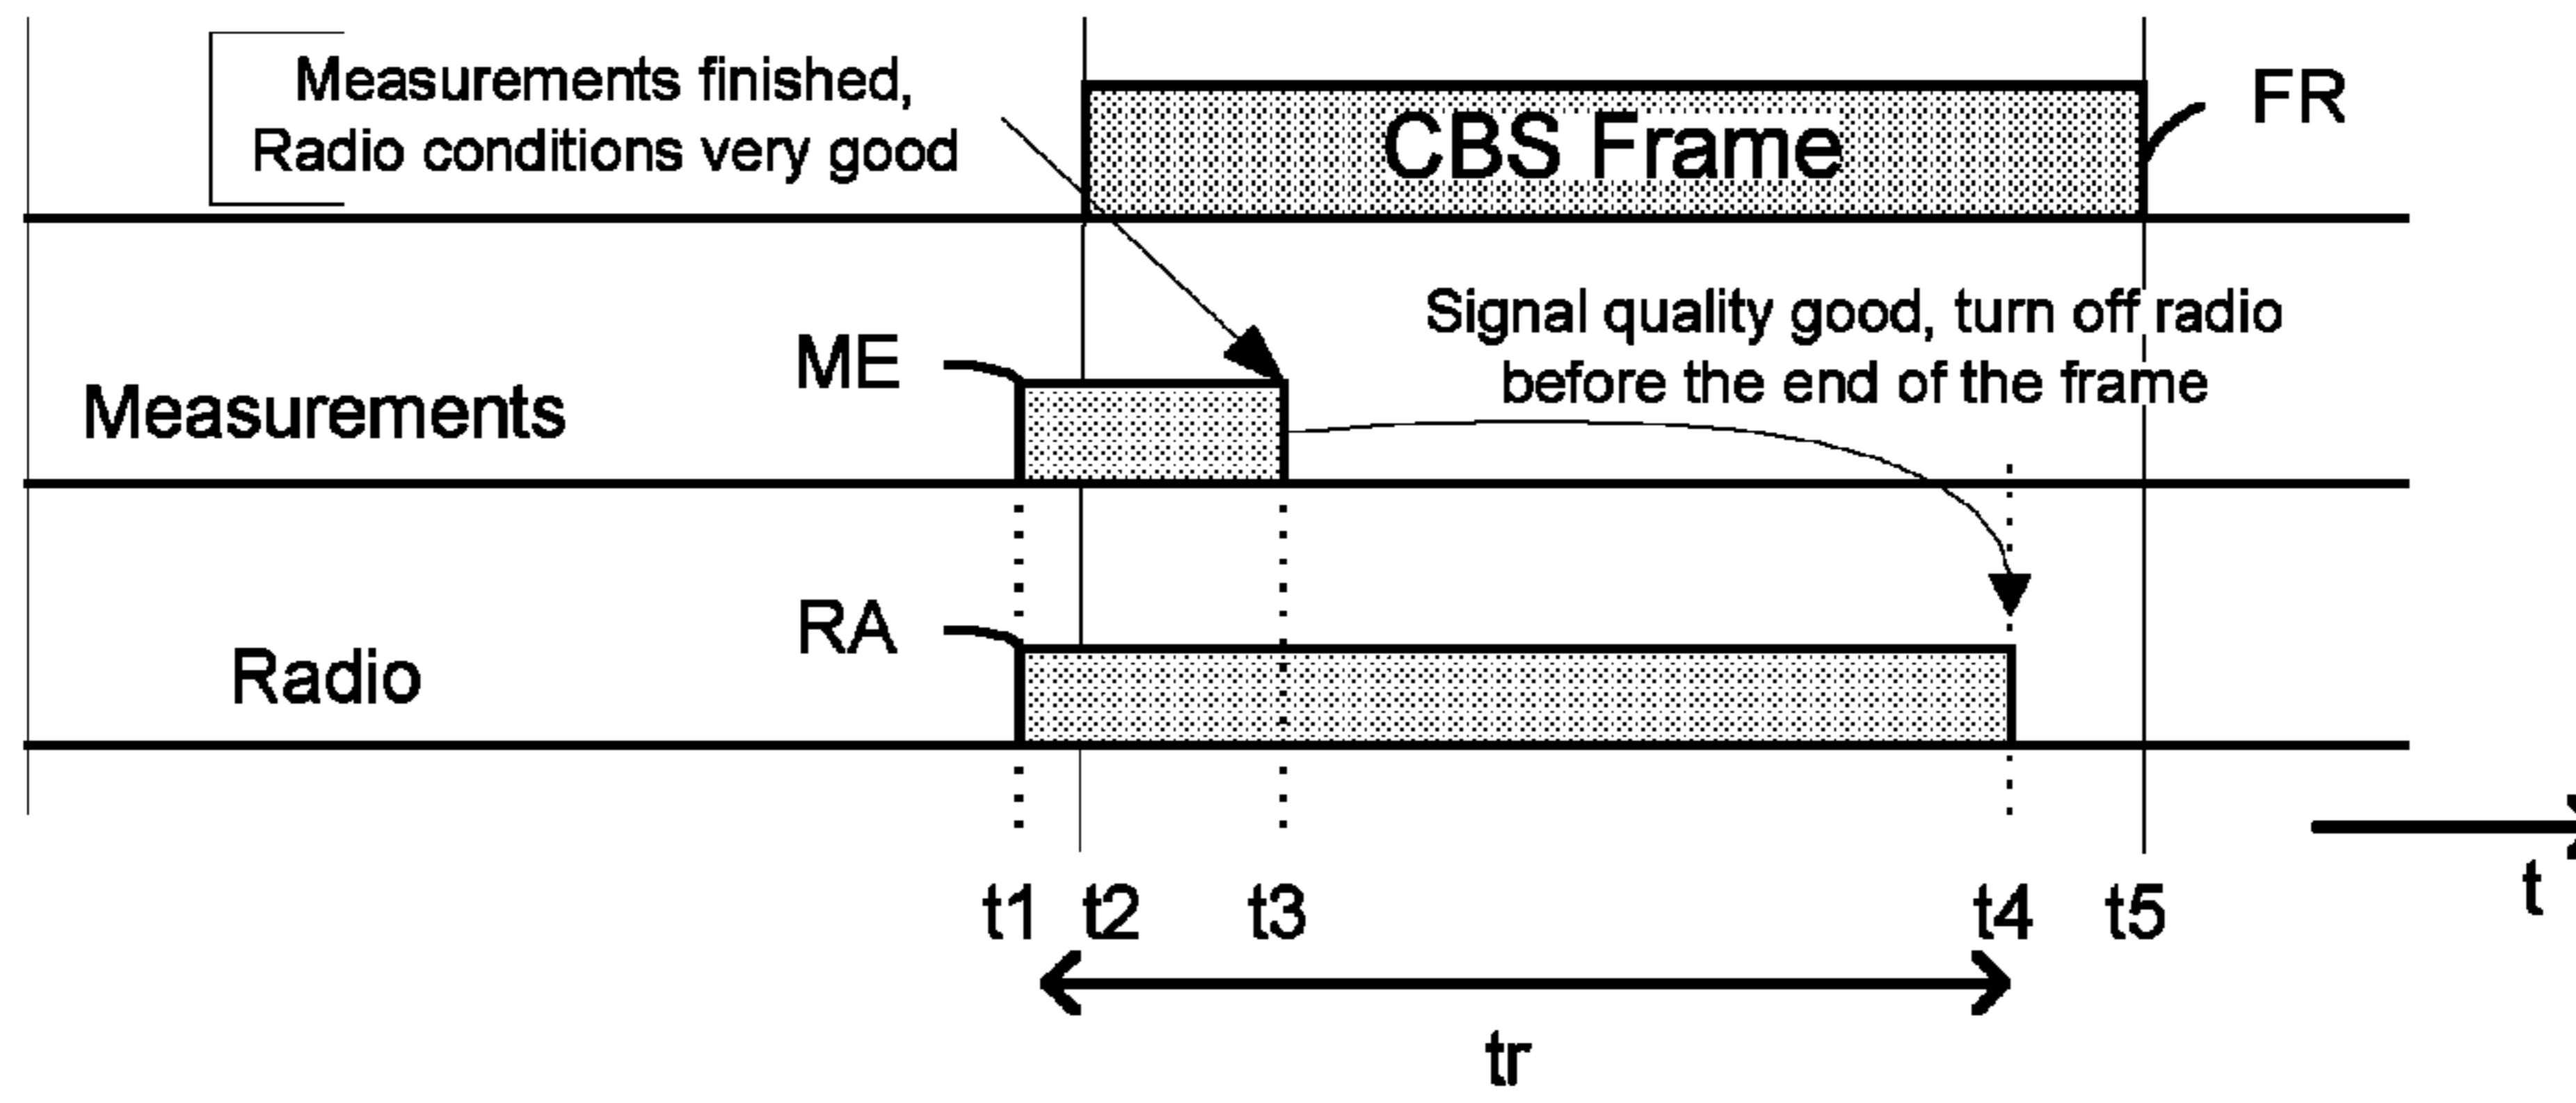 Measurements finished,
Radio conditions very good
CBS Frame
FR
Signal quality good, turn off radio
before the end of the frame
ME
Measurements
RA
Radio
t1 t2 t3 t4 t5 t
tr